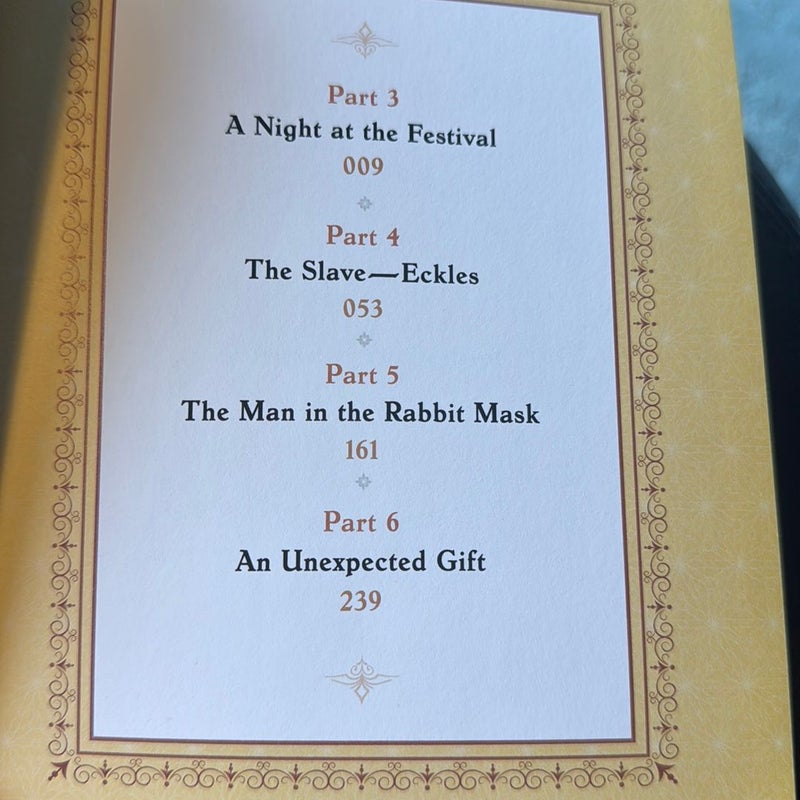 Part 3
A Night at the Festival
009
Part 4
The Slave—Eckles
053
Part 5
The Man in the Rabbit Mask
161
Part 6
An Unexpected Gift
239